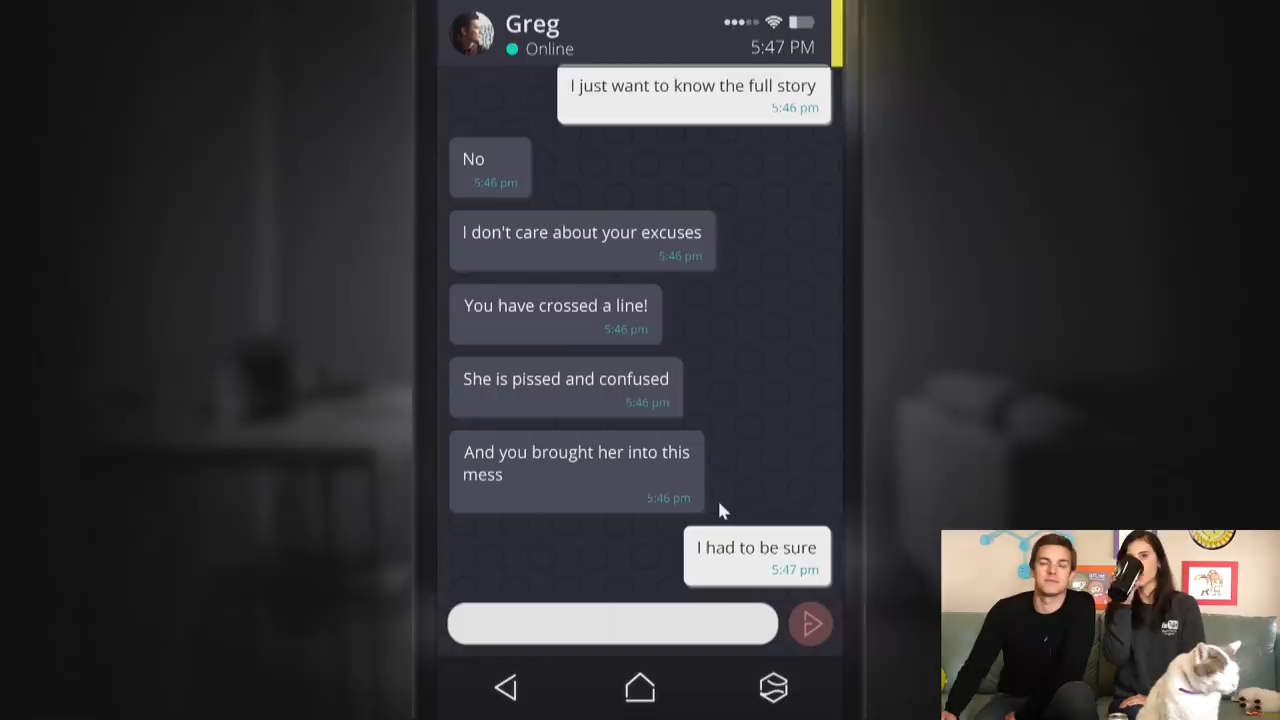 Greg
Online
5:47 PM
I just want to know the full story
5:46 pm
No
5:46 pm
I don't care about your excuses
5:46 pm
You have crossed a line!
5:46 pm
She is pissed and confused
5:46 pm
And you brought her into this
mess
5:46 pm
I had to be sure
5:47 pm